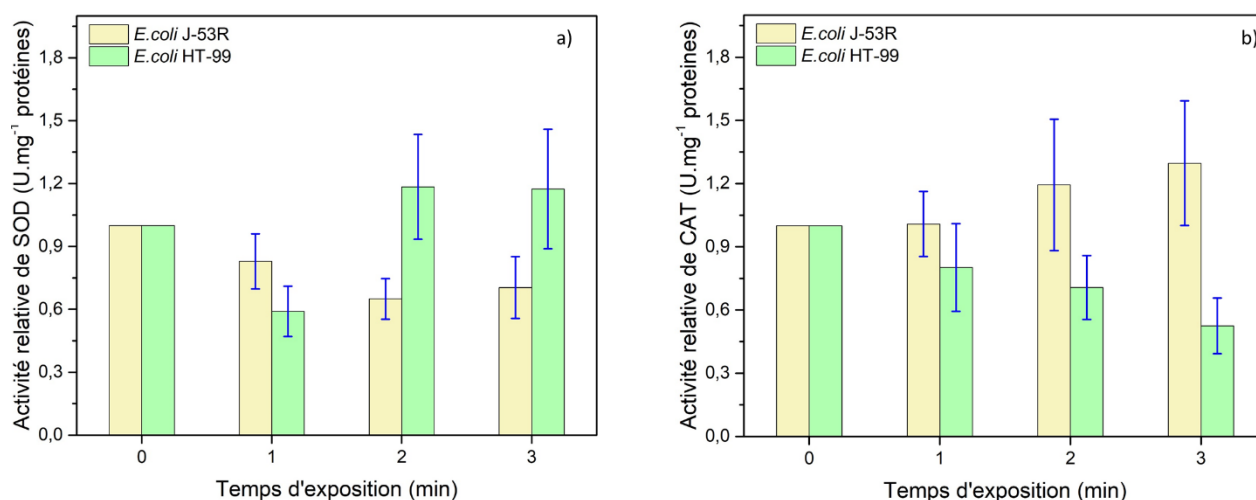 E.coli J-53R
E.coli HT-99
a)
Activité relative de SOD (U.mg⁻¹ protéines)
1,8
1,5
1,2
0,9
0,6
0,3
0,0
0 1 2 3
Temps d'exposition (min)
E.coli J-53R
E.coli HT-99
b)
Activité relative de CAT (U.mg⁻¹ proteines)
1,8
1,5
1,2
0,9
0,6
0,3
0,0
0 1 2 3
Temps d'exposition (min)